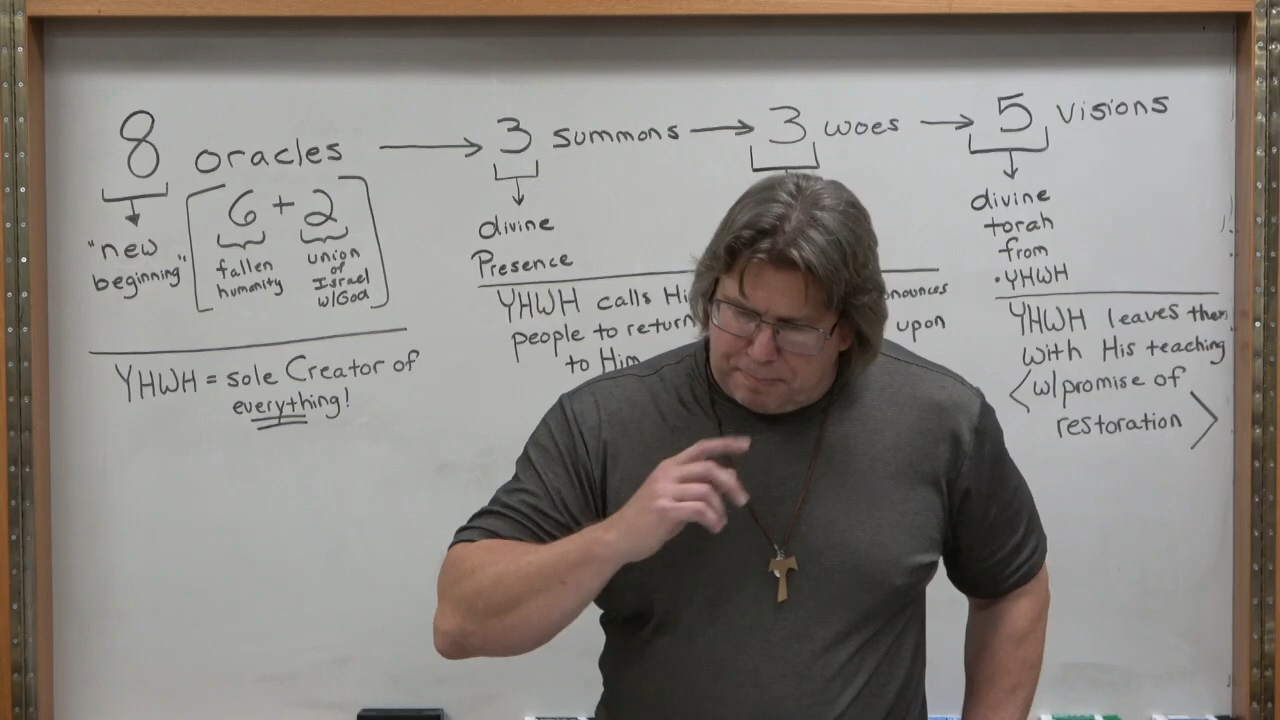 8 oracles → 3 summons → 3 woes → 5 visions
"new
beginning"
[6 + 2]
fallen
humanity
union
of
Israel
w/God
YHWH = sole Creator of
everything!
divine
Presence
YHWH calls
people to return
to Him
upon
divine
torah
from
YHWH
YHWH leaves them
with His teaching
<w/promise of
restoration>